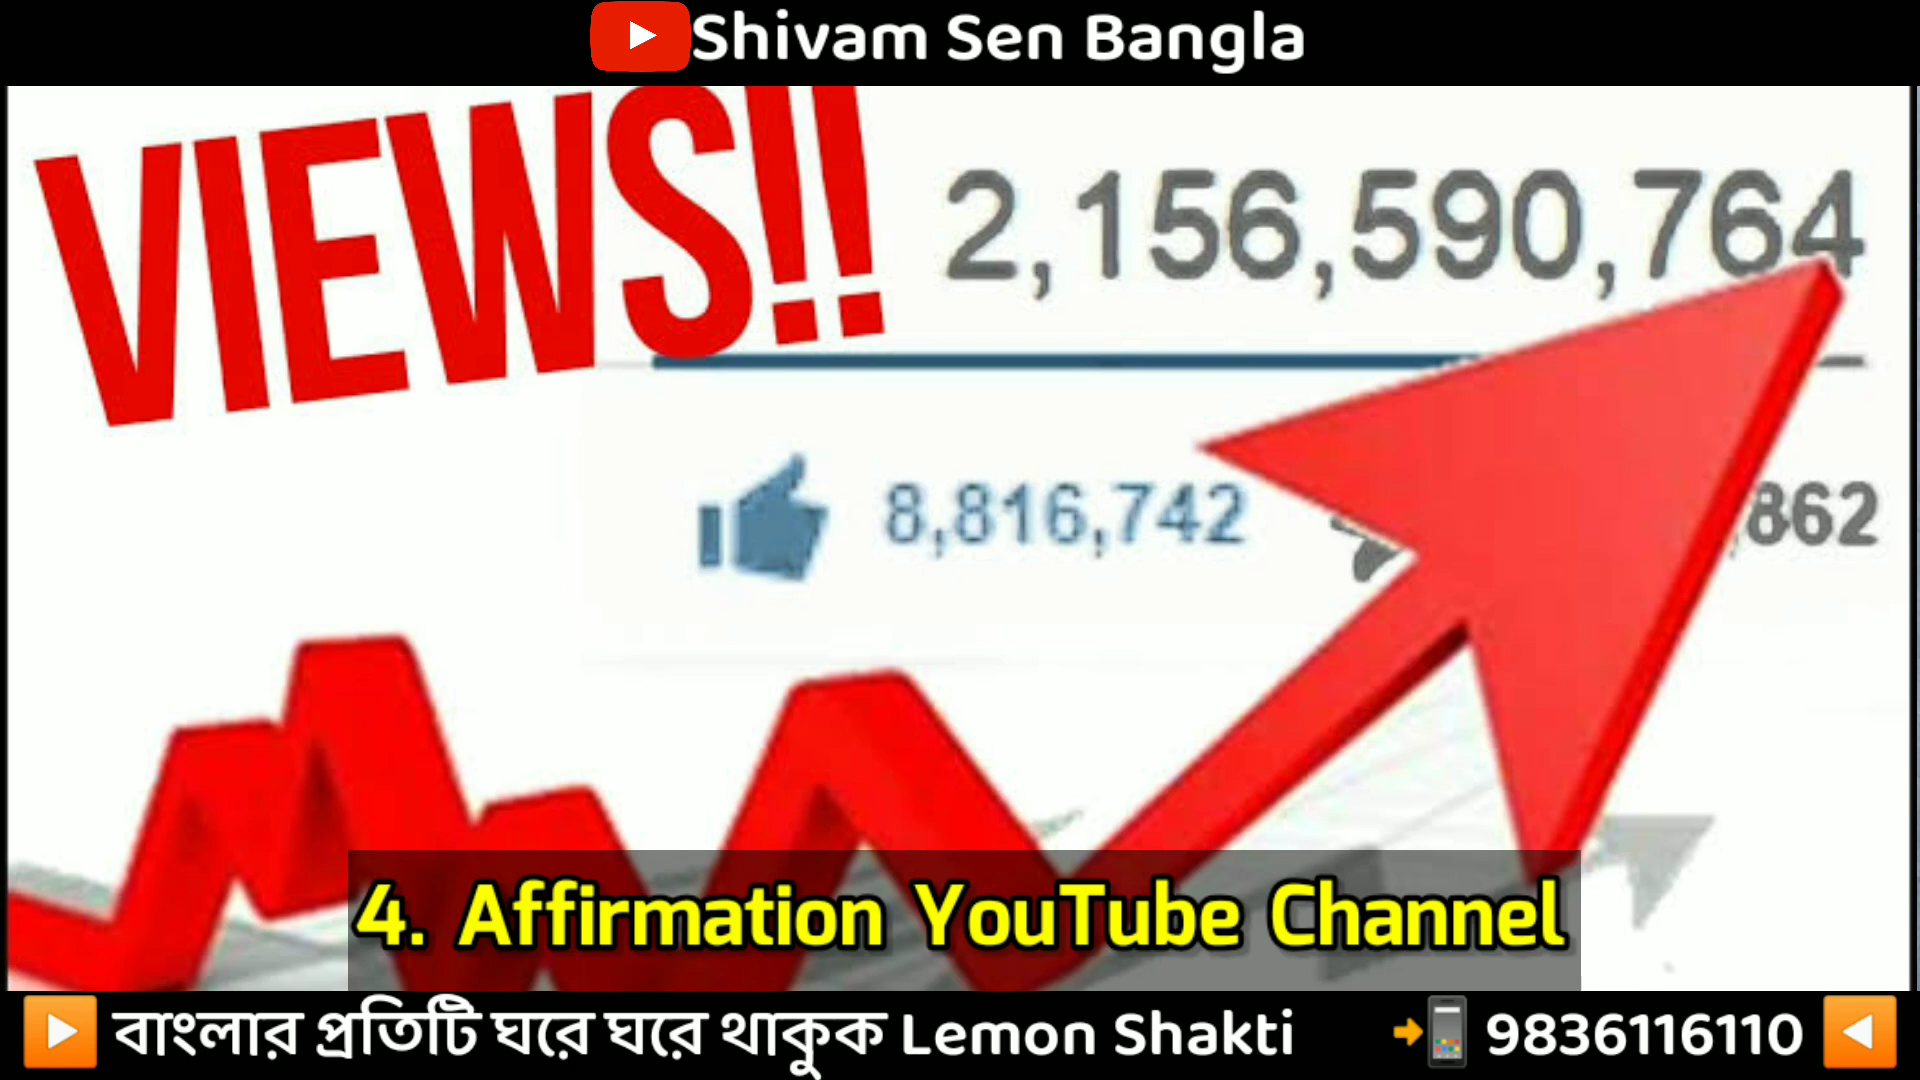 Shivam Sen Bangla
VIEWS!!
2,156,590,764
8,816,742
862
4. Affirmation YouTube Channel
বাংলার প্রতিটি ঘরে ঘরে থাকুক Lemon Shakti
9836116110